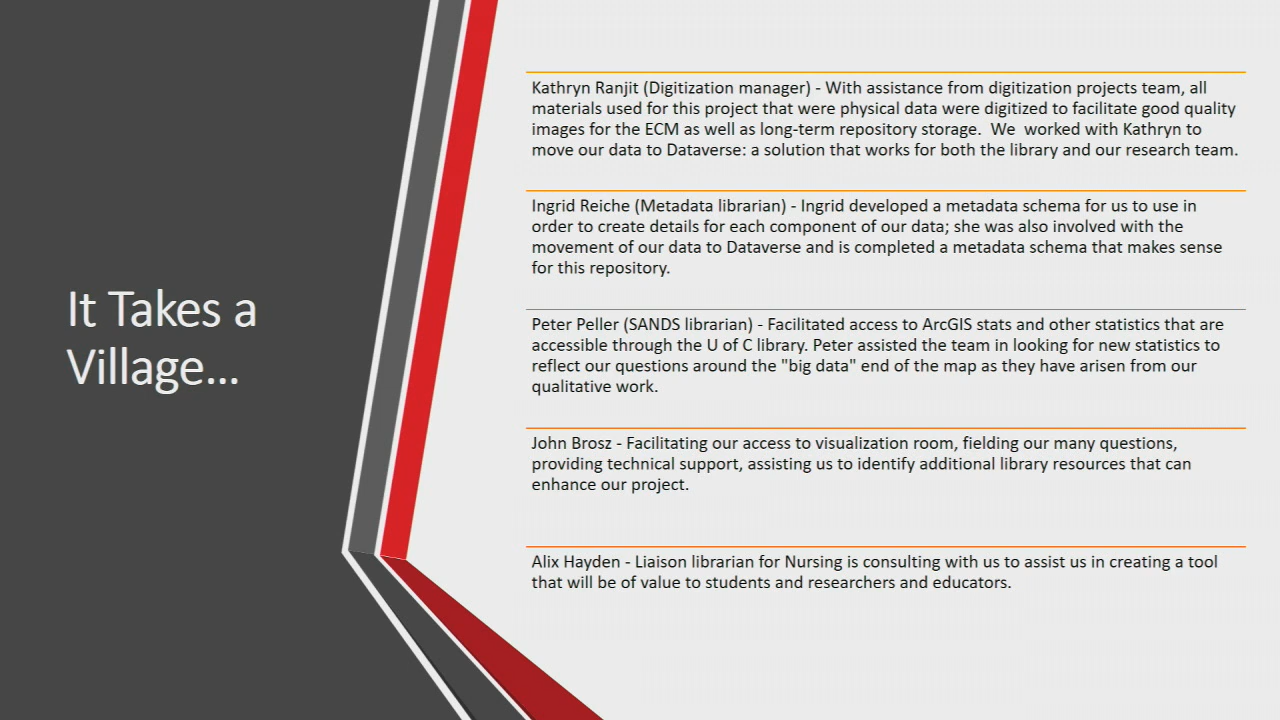 It Takes a
Village...
Kathryn Ranjit (Digitization manager) - With assistance from digitization projects team, all
materials used for this project that were physical data were digitized to facilitate good quality
images for the ECM as well as long-term repository storage.  We  worked with Kathryn to
move our data to Dataverse: a solution that works for both the library and our research team.
Ingrid Reiche (Metadata librarian) - Ingrid developed a metadata schema for us to use in
order to create details for each component of our data; she was also involved with the
movement of our data to Dataverse and is completed a metadata schema that makes sense
for this repository.
Peter Peller (SANDS librarian) - Facilitated access to ArcGIS stats and other statistics that are
accessible through the U of C library. Peter assisted the team in looking for new statistics to
reflect our questions around the "big data" end of the map as they have arisen from our
qualitative work.
John Brosz - Facilitating our access to visualization room, fielding our many questions,
providing technical support, assisting us to identify additional library resources that can
enhance our project.
Alix Hayden - Liaison librarian for Nursing is consulting with us to assist us in creating a tool
that will be of value to students and researchers and educators.